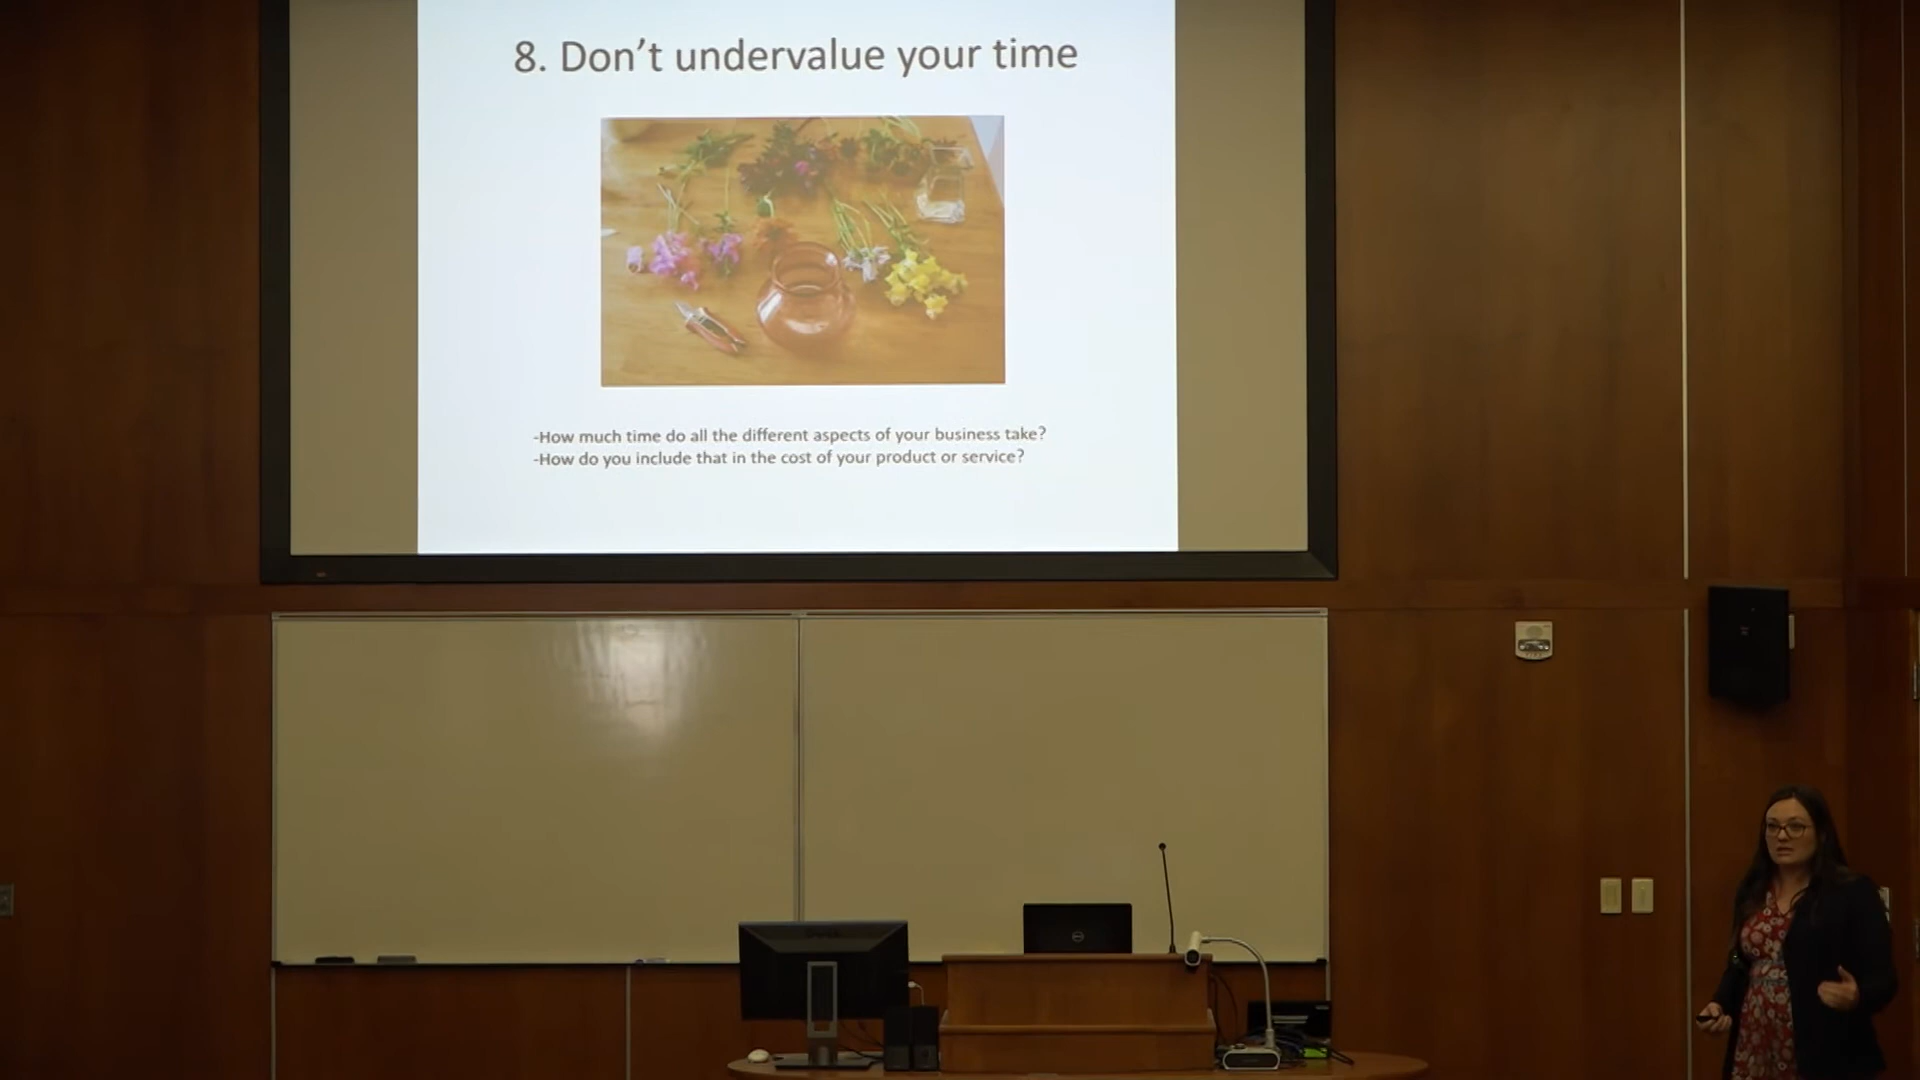 8. Don't undervalue your time
-How much time do all the different aspects of your business take?
-How do you include that in the cost of your product or service?